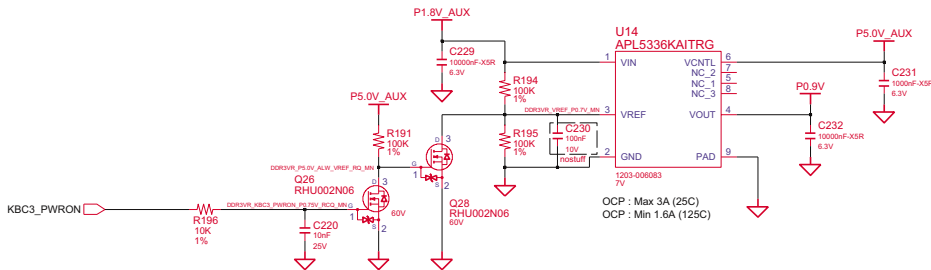 P1.8V_AUX
C229
10000nF-X5R
6.3V
R194
100K
1%
U14
APL5336KAITRG
1
VIN
VCNTL
6
NC_2
7
NC_1
5
NC_3
8
3
VREF
VOUT
4
2
GND
PAD
9
1203-006083
7V
OCP : Max 3A (25C)
OCP : Min 1.6A (125C)
P5.0V_AUX
C231
1000nF-X5R
6.3V
P0.9V
C232
10000nF-X5R
6.3V
DDR3VR_VREF_P0.7V_MN
R195
100K
1%
C230
100nF
10V
nostuff
P5.0V_AUX
R191
100K
1%
DDR3VR_P5.0V_ALW_VREF_RQ_MN
D
3
G
1
S
2
Q28
RHU002N06
60V
Q26
RHU002N06
D
3
G
1
S
2
60V
KBC3_PWRON
R196
10K
1%
DDR3VR_KBC3_PWRON_P0.75V_RCQ_MN
C220
10nF
25V